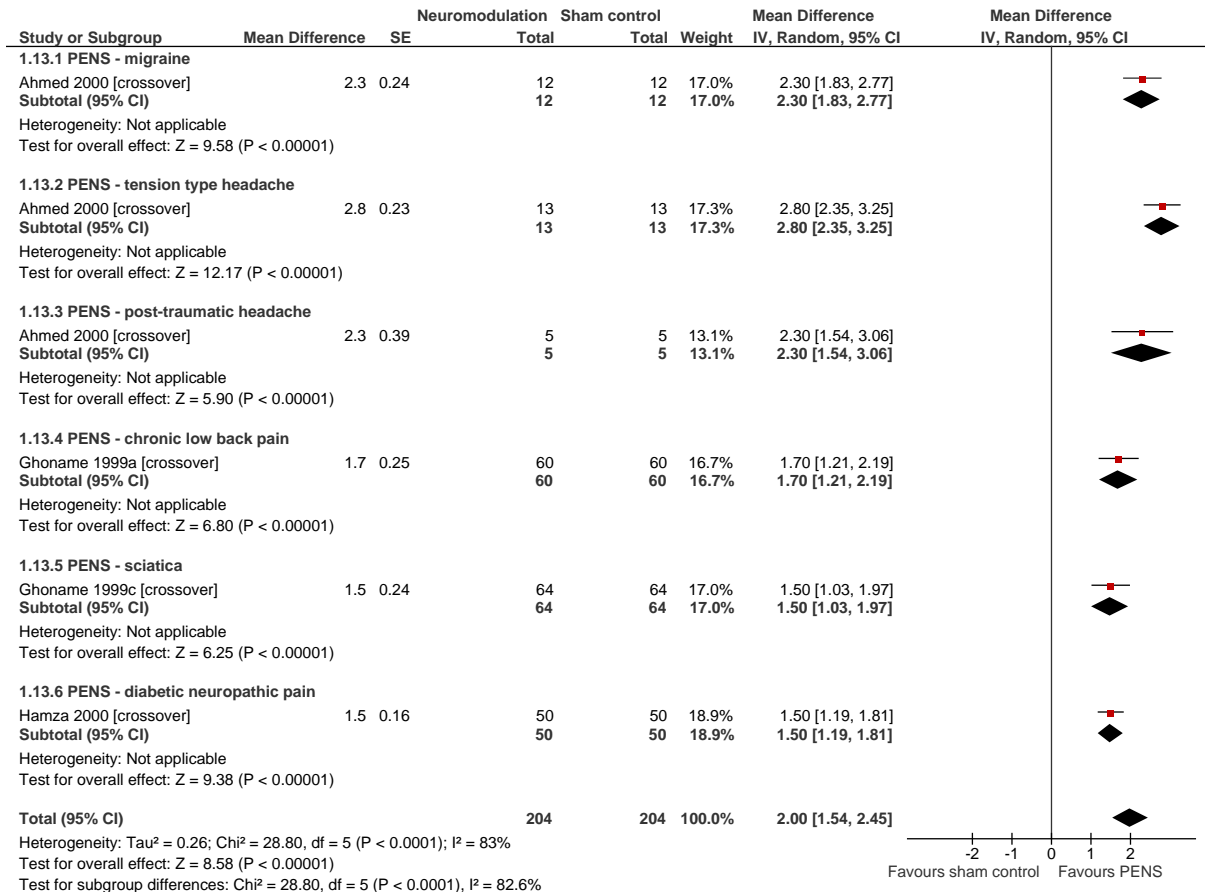 Neuromodulation Sham control Mean Difference Mean Difference
Study or Subgroup Mean Difference SE Total Total Weight IV, Random, 95% CI IV, Random, 95% CI
1.13.1 PENS - migraine
Ahmed 2000 [crossover] 2.3 0.24 12 12 17.0% 2.30 [1.83, 2.77]
Subtotal (95% CI) 12 12 17.0% 2.30 [1.83, 2.77]
Heterogeneity: Not applicable
Test for overall effect: Z = 9.58 (P < 0.00001)
1.13.2 PENS - tension type headache
Ahmed 2000 [crossover] 2.8 0.23 13 13 17.3% 2.80 [2.35, 3.25]
Subtotal (95% CI) 13 13 17.3% 2.80 [2.35, 3.25]
Heterogeneity: Not applicable
Test for overall effect: Z = 12.17 (P < 0.00001)
1.13.3 PENS - post-traumatic headache
Ahmed 2000 [crossover] 2.3 0.39 5 5 13.1% 2.30 [1.54, 3.06]
Subtotal (95% CI) 5 5 13.1% 2.30 [1.54, 3.06]
Heterogeneity: Not applicable
Test for overall effect: Z = 5.90 (P < 0.00001)
1.13.4 PENS - chronic low back pain
Ghoname 1999a [crossover] 1.7 0.25 60 60 16.7% 1.70 [1.21, 2.19]
Subtotal (95% CI) 60 60 16.7% 1.70 [1.21, 2.19]
Heterogeneity: Not applicable
Test for overall effect: Z = 6.80 (P < 0.00001)
1.13.5 PENS - sciatica
Ghoname 1999c [crossover] 1.5 0.24 64 64 17.0% 1.50 [1.03, 1.97]
Subtotal (95% CI) 64 64 17.0% 1.50 [1.03, 1.97]
Heterogeneity: Not applicable
Test for overall effect: Z = 6.25 (P < 0.00001)
1.13.6 PENS - diabetic neuropathic pain
Hamza 2000 [crossover] 1.5 0.16 50 50 18.9% 1.50 [1.19, 1.81]
Subtotal (95% CI) 50 50 18.9% 1.50 [1.19, 1.81]
Heterogeneity: Not applicable
Test for overall effect: Z = 9.38 (P < 0.00001)
Total (95% CI) 204 204 100.0% 2.00 [1.54, 2.45]
Heterogeneity: Tau² = 0.26; Chi² = 28.80, df = 5 (P < 0.0001); I² = 83%
Test for overall effect: Z = 8.58 (P < 0.00001)
Test for subgroup differences: Chi² = 28.80, df = 5 (P < 0.0001), I² = 82.6%
-2 -1 0 1 2
Favours sham control Favours PENS